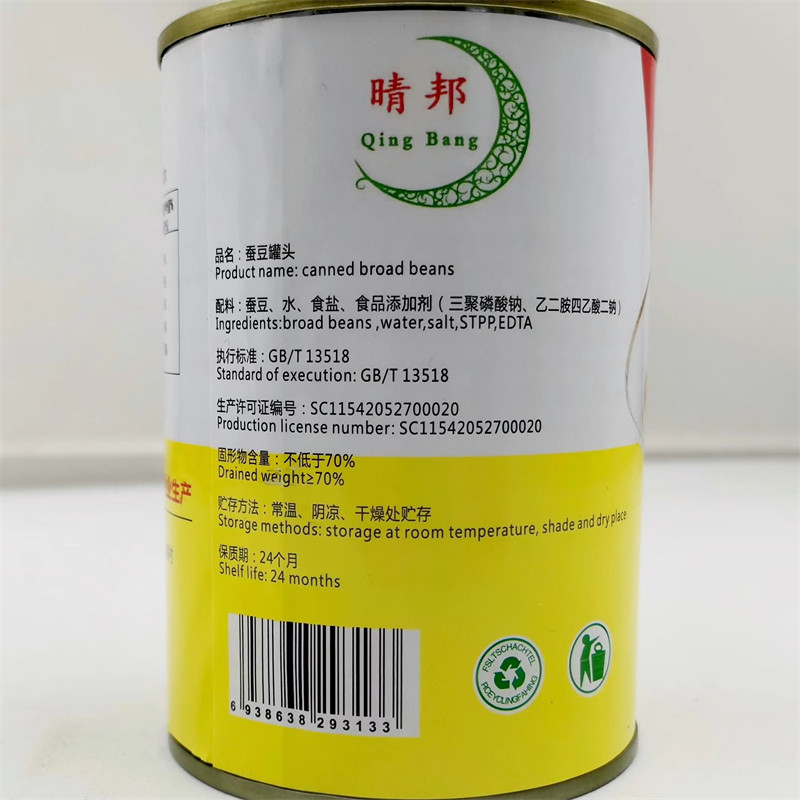 晴邦
Qing Bang
品名：蚕豆罐头
Product name: canned broad beans
配料：蚕豆、水、食盐、食品添加剂（三聚磷酸钠、乙二胺四乙酸二钠）
Ingredients:broad beans ,water,salt,STPP,EDTA
执行标准：GB/T 13518
Standard of execution: GB/T 13518
生产许可证编号：SC11542052700020
Production license number: SC11542052700020
固形物含量：不低于70%
Drained weight≥70%
生产
贮存方法：常温、阴凉、干燥处贮存
Storage methods: storage at room temperature, shade and dry place
保质期：24个月
Shelf life: 24 months
6 938638 293133
FSLTSCHACHTEL
RCEYCLINGFAHING